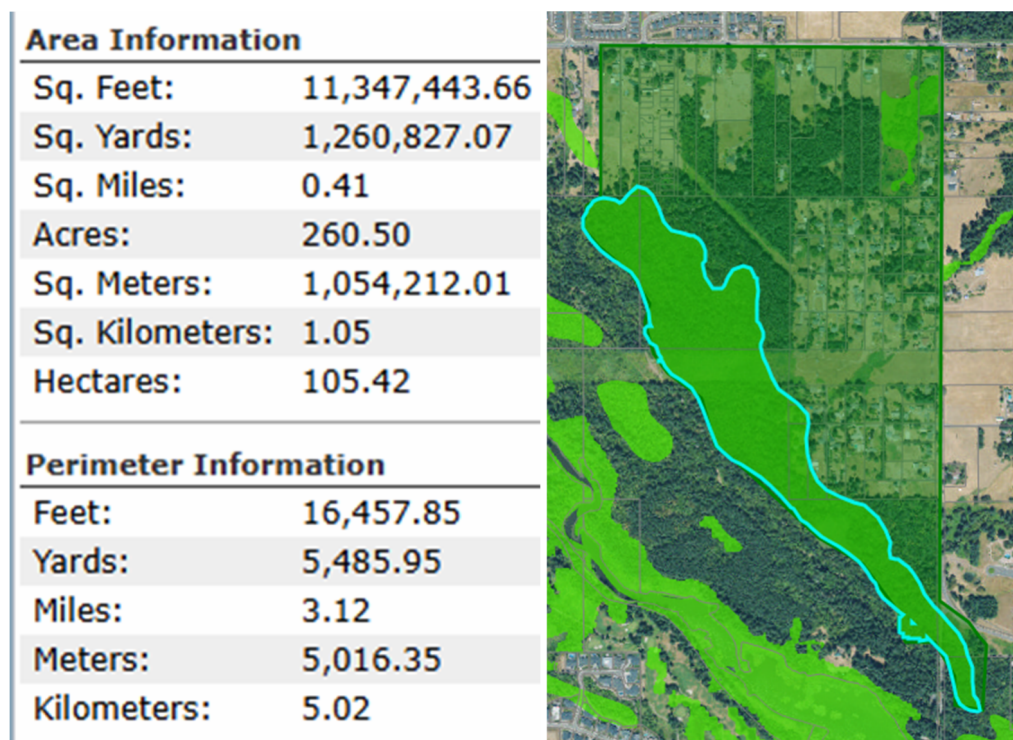 Area Information
Sq. Feet: 11,347,443.66
Sq. Yards: 1,260,827.07
Sq. Miles: 0.41
Acres: 260.50
Sq. Meters: 1,054,212.01
Sq. Kilometers: 1.05
Hectares: 105.42
Perimeter Information
Feet: 16,457.85
Yards: 5,485.95
Miles: 3.12
Meters: 5,016.35
Kilometers: 5.02